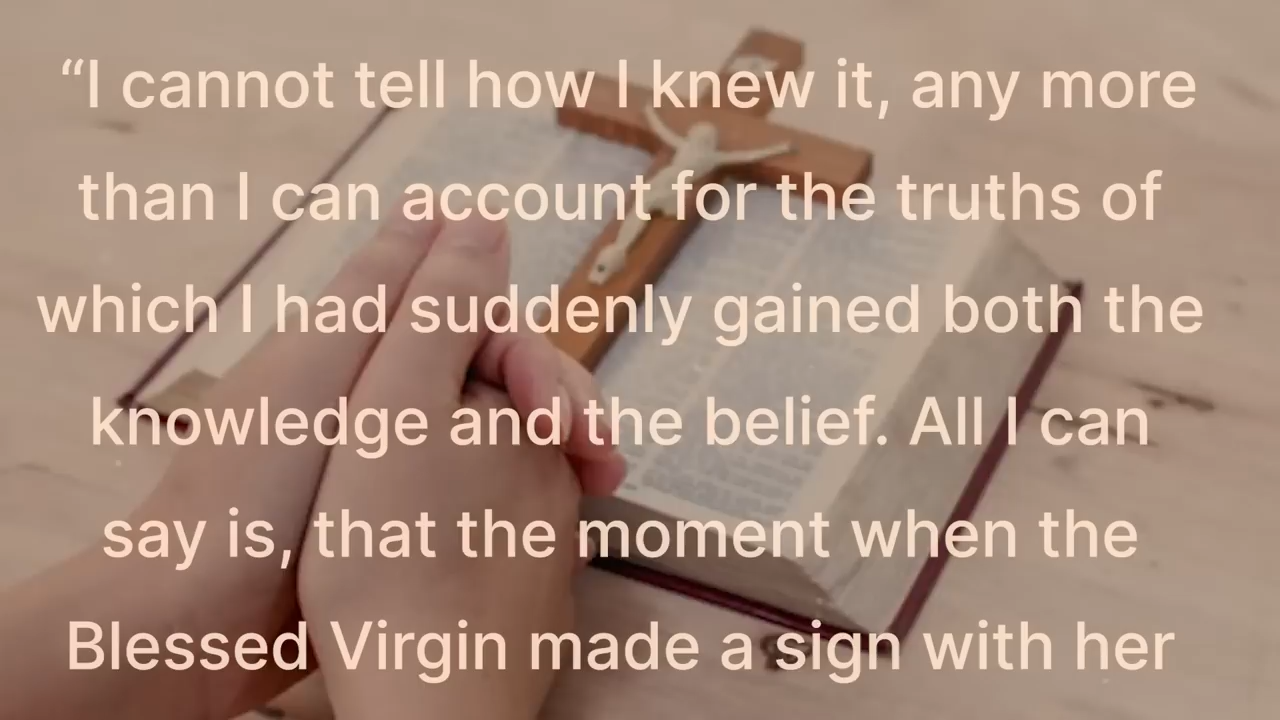 “I cannot tell how I knew it, any more
than I can account for the truths of
which I had suddenly gained both the
knowledge and the belief. All I can
say is, that the moment when the
Blessed Virgin made a sign with her